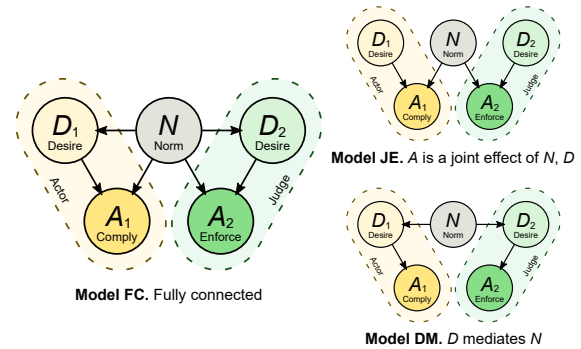 D₁
Desire
N
Norm
D₂
Desire
Actor
Judge
A₁
Comply
A₂
Enforce
Model FC. Fully connected
D₁
Desire
N
Norm
D₂
Desire
Actor
Judge
A₁
Comply
A₂
Enforce
Model JE. A is a joint effect of N, D
D₁
Desire
N
Norm
D₂
Desire
Actor
Judge
A₁
Comply
A₂
Enforce
Model DM. D mediates N